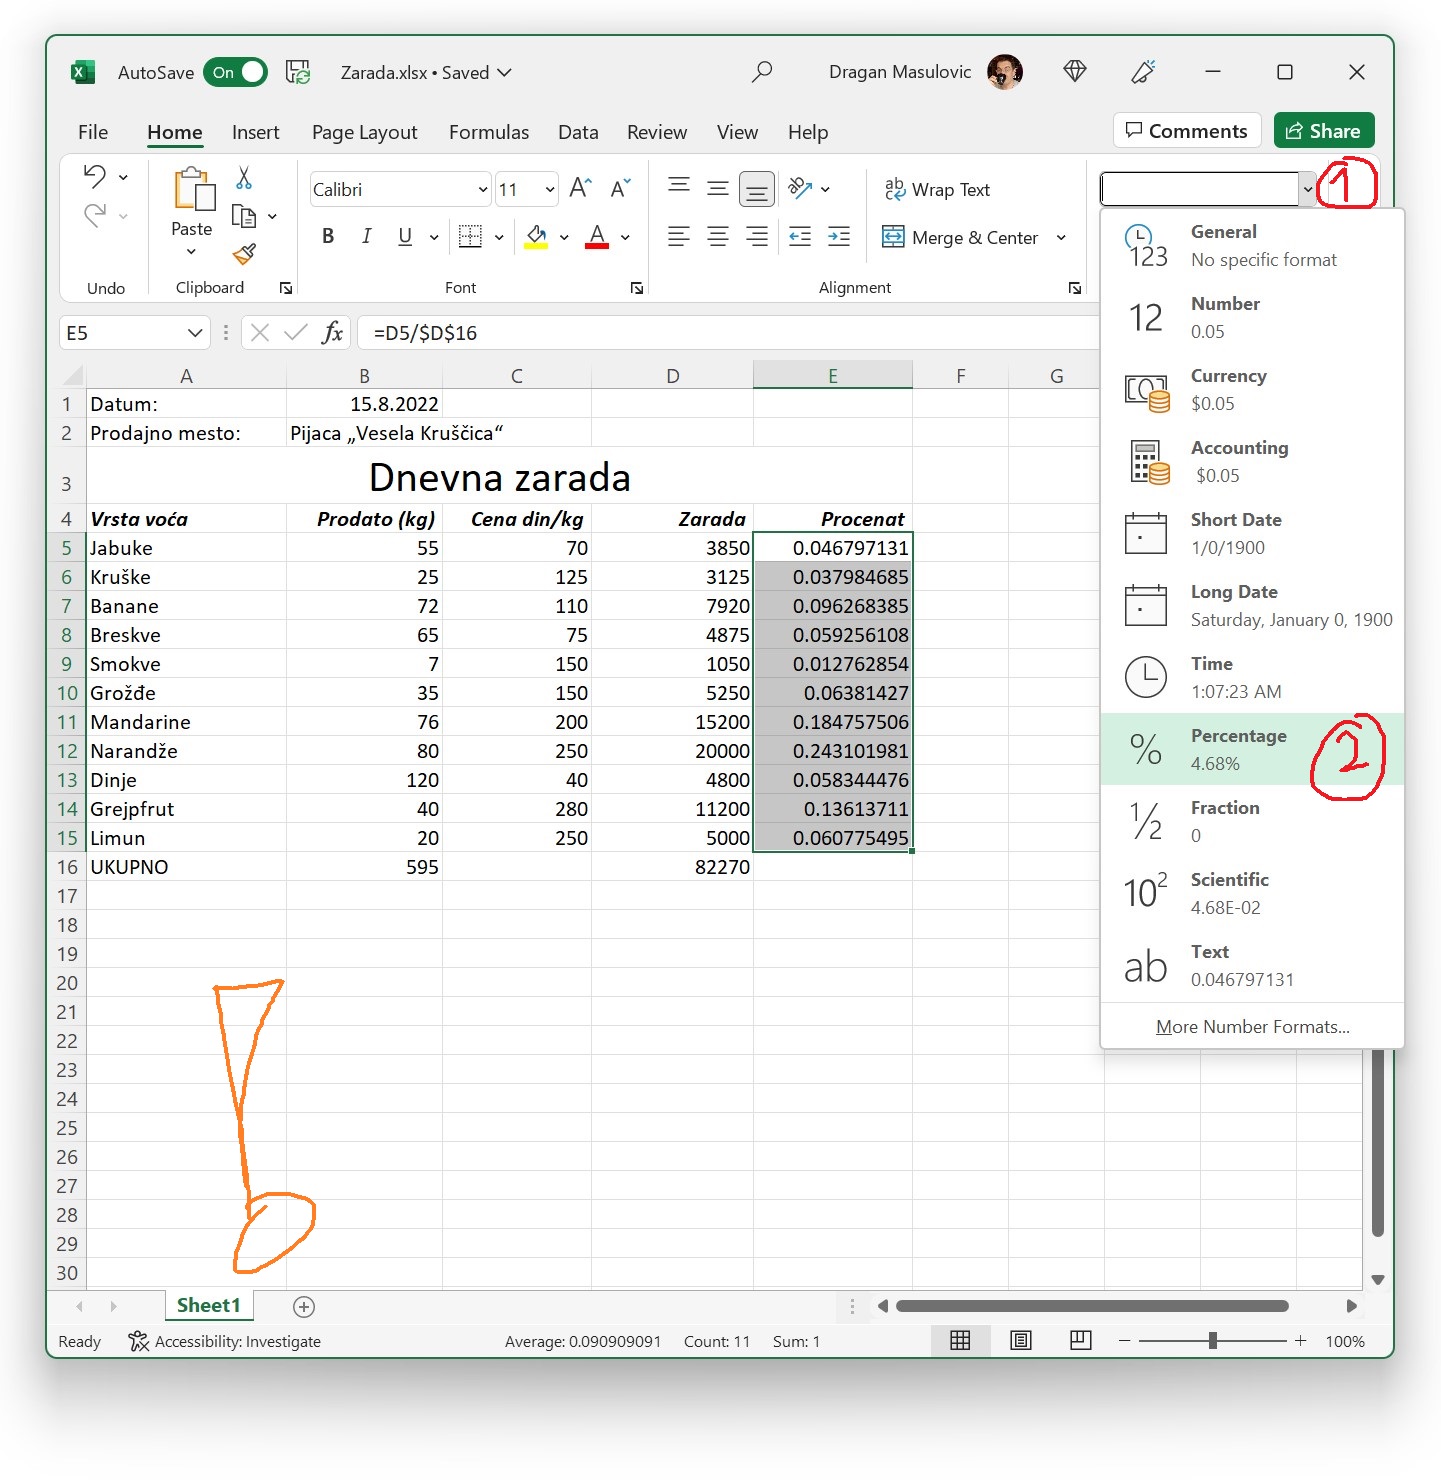 AutoSave On Zarada.xlsx • Saved Dragan Masulovic
File Home Insert Page Layout Formulas Data Review View Help Comments Share
Calibri 11 Wrap Text 1
Paste B I U A Merge & Center
Undo Clipboard Font Alignment
E5 fx =D5/$D$16
A B C D E F G
1 Datum: 15.8.2022
2 Prodajno mesto: Pijaca „Vesela Kruščica“
3 Dnevna zarada
4 Vrsta voća Prodato (kg) Cena din/kg Zarada Procenat
5 Jabuke 55 70 3850 0.046797131
6 Kruške 25 125 3125 0.037984685
7 Banane 72 110 7920 0.096268385
8 Breskve 65 75 4875 0.059256108
9 Smokve 7 150 1050 0.012762854
10 Grožđe 35 150 5250 0.06381427
11 Mandarine 76 200 15200 0.184757506
12 Narandže 80 250 20000 0.243101981
13 Dinje 120 40 4800 0.058344476
14 Grejpfrut 40 280 11200 0.13613711
15 Limun 20 250 5000 0.060775495
16 UKUPNO 595 82270
17
18
19
20
21
22
23
24
25
26
27
28
29
30
123 General
No specific format
12 Number
0.05
Currency
$0.05
Accounting
$0.05
Short Date
1/0/1900
Long Date
Saturday, January 0, 1900
Time
1:07:23 AM
% Percentage 2
4.68%
½ Fraction
0
10² Scientific
4.68E-02
ab Text
0.046797131
More Number Formats...
Sheet1
Ready Accessibility: Investigate Average: 0.090909091 Count: 11 Sum: 1 100%